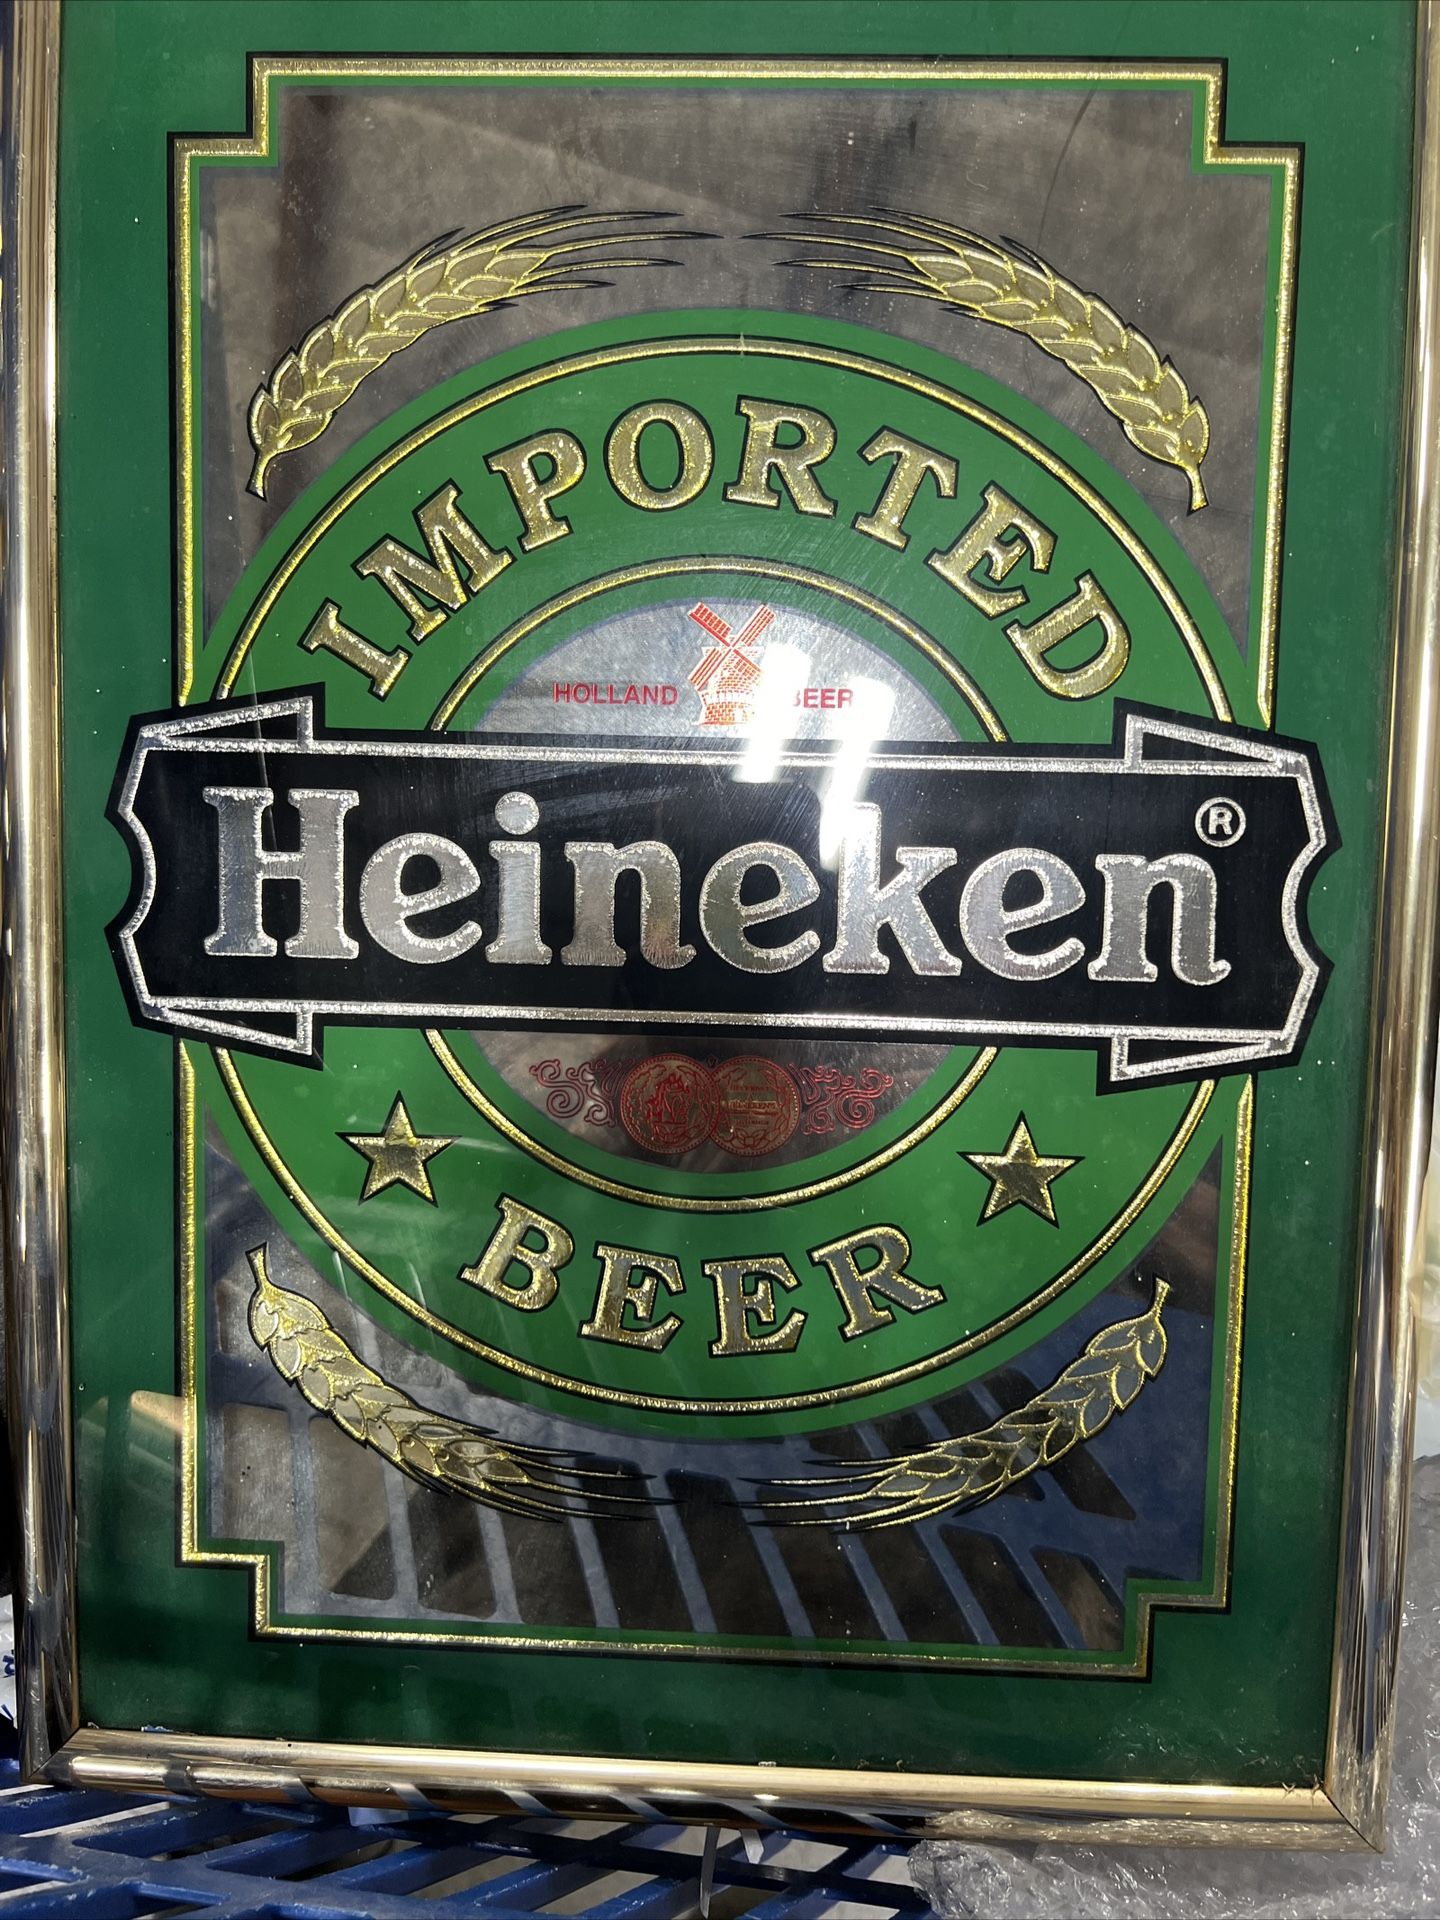 IMPORTED
HOLLAND BEER
Heineken®
BEER